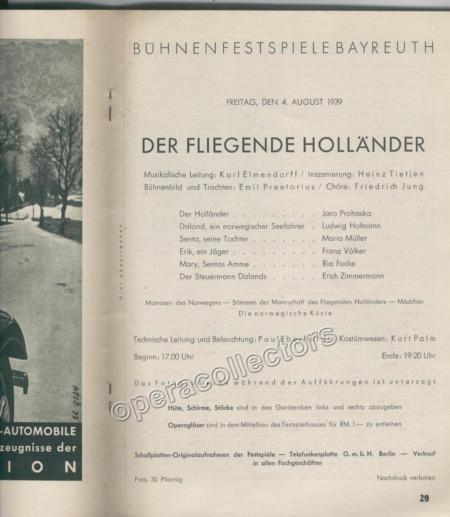 BÜHNENFESTSPIELE BAYREUTH
FREITAG, DEN 4. AUGUST 1939
DER FLIEGENDE HOLLÄNDER
Musikalische Leitung: Karl Elmendorff / Inszenierung: Heinz Tietjen
Bühnenbild und Trachten: Emil Preetorius / Chöre: Friedrich Jung
Der Holländer . . . . . . . . . Jaro Prohaska
Daland, ein norwegischer Seefahrer . Ludwig Hofmann
Senta, seine Tochter . . . . . . . Maria Müller
Erik, ein Jäger . . . . . . . . . Franz Völker
Mary, Sentas Amme . . . . . . . Ria Focke
Der Steuermann Dalands . . . . . Erich Zimmermann
Matrosen des Norwegers — Stimmen der Mannschaft des Fliegenden Holländers — Mädchen
Die norwegische Küste
Technische Leitung und Beleuchtung: Paul Kostümwesen: Kurt Palm
Beginn: 17.00 Uhr Ende: 19.20 Uhr
während der Aufführungen ist untersagt
Hüte, Schirme, Stöcke sind in den Garderoben links und rechts abzugeben
Operngläser sind in dem Mittelbau des Festspielhauses für RM. 1.— zu entleihen
Schallplatten-Originalaufnahmen der Festspiele — Telefunkenplatte G.m.b.H. Berlin — Verkauf
in allen Fachgeschäften
Preis 30 Pfennig Nachdruck verboten
29
Hier abtrennen
-AUTOMOBILE
zeugnisse der
ION
operacollectors